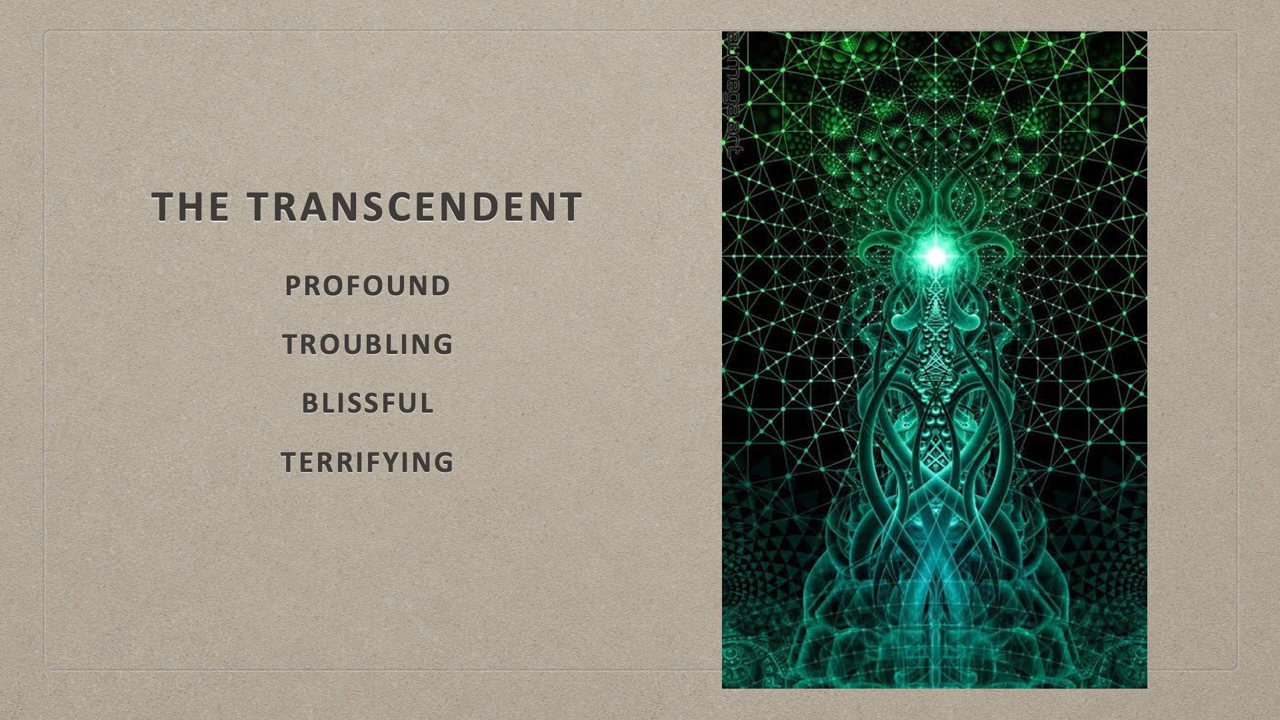 THE TRANSCENDENT
PROFOUND
TROUBLING
BLISSFUL
TERRIFYING